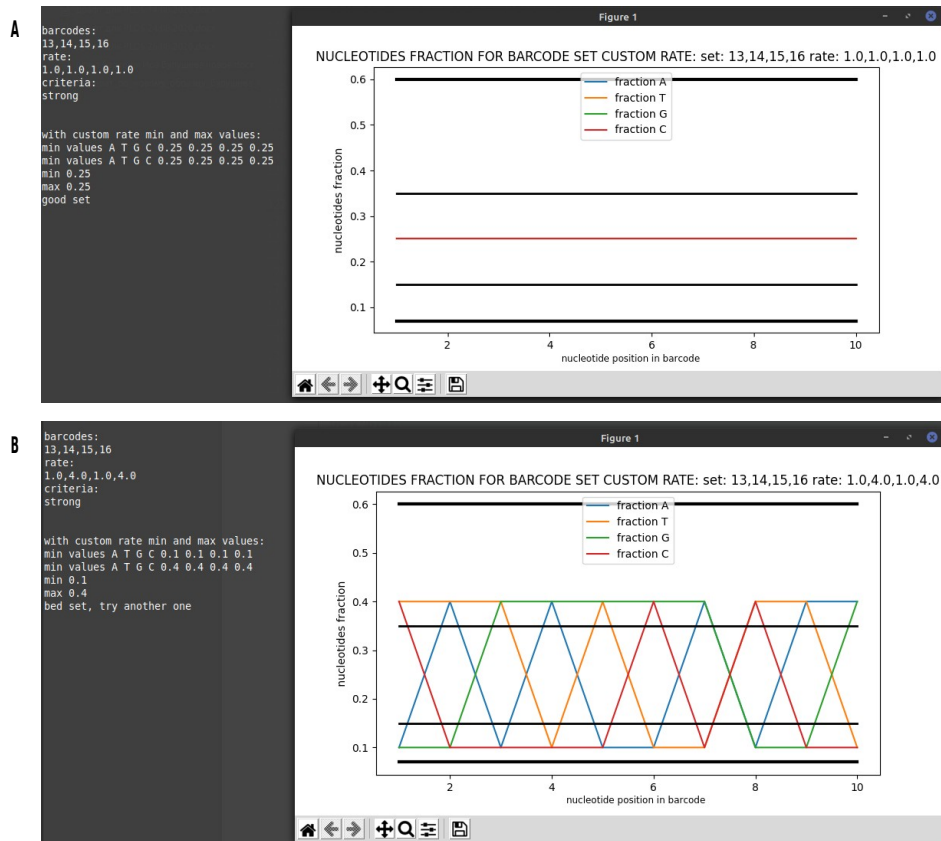 A
barcodes:
13,14,15,16
rate:
1.0,1.0,1.0,1.0
criteria:
strong
with custom rate min and max values:
min values A T G C 0.25 0.25 0.25 0.25
min values A T G C 0.25 0.25 0.25 0.25
min 0.25
max 0.25
good set
Figure 1
NUCLEOTIDES FRACTION FOR BARCODE SET CUSTOM RATE: set: 13,14,15,16 rate: 1.0,1.0,1.0,1.0
fraction A
fraction T
fraction G
fraction C
nucleotides fraction
0.6
0.5
0.4
0.3
0.2
0.1
2 4 6 8 10
nucleotide position in barcode
B
barcodes:
13,14,15,16
rate:
1.0,4.0,1.0,4.0
criteria:
strong
with custom rate min and max values:
min values A T G C 0.1 0.1 0.1 0.1
min values A T G C 0.4 0.4 0.4 0.4
min 0.1
max 0.4
bed set, try another one
Figure 1
NUCLEOTIDES FRACTION FOR BARCODE SET CUSTOM RATE: set: 13,14,15,16 rate: 1.0,4.0,1.0,4.0
fraction A
fraction T
fraction G
fraction C
nucleotides fraction
0.6
0.5
0.4
0.3
0.2
0.1
2 4 6 8 10
nucleotide position in barcode